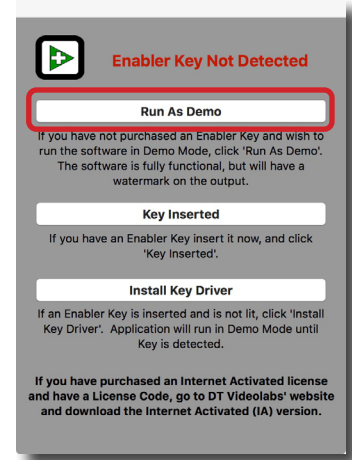 Enabler Key Not Detected
Run As Demo
If you have not purchased an Enabler Key and wish to
run the software in Demo Mode, click 'Run As Demo'.
The software is fully functional, but will have a
watermark on the output.
Key Inserted
If you have an Enabler Key insert it now, and click
'Key Inserted'.
Install Key Driver
If an Enabler Key is inserted and is not lit, click 'Install
Key Driver'.  Application will run in Demo Mode until
Key is detected.
If you have purchased an Internet Activated license
and have a License Code, go to DT Videolabs' website
and download the Internet Activated (IA) version.